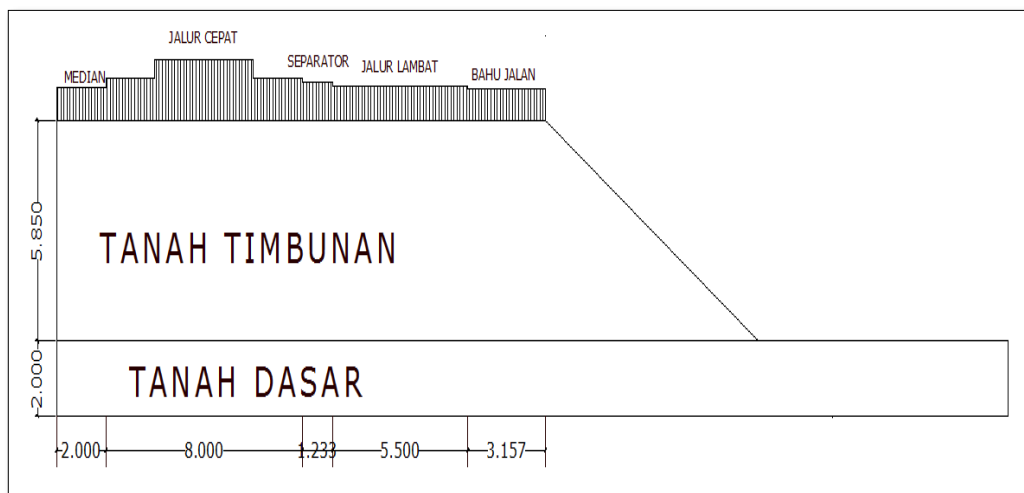 JALUR CEPAT
MEDIAN
SEPARATOR
JALUR LAMBAT
BAHU JALAN
5.850
TANAH TIMBUNAN
2.000
TANAH DASAR
2.000
8.000
1.233
5.500
3.157